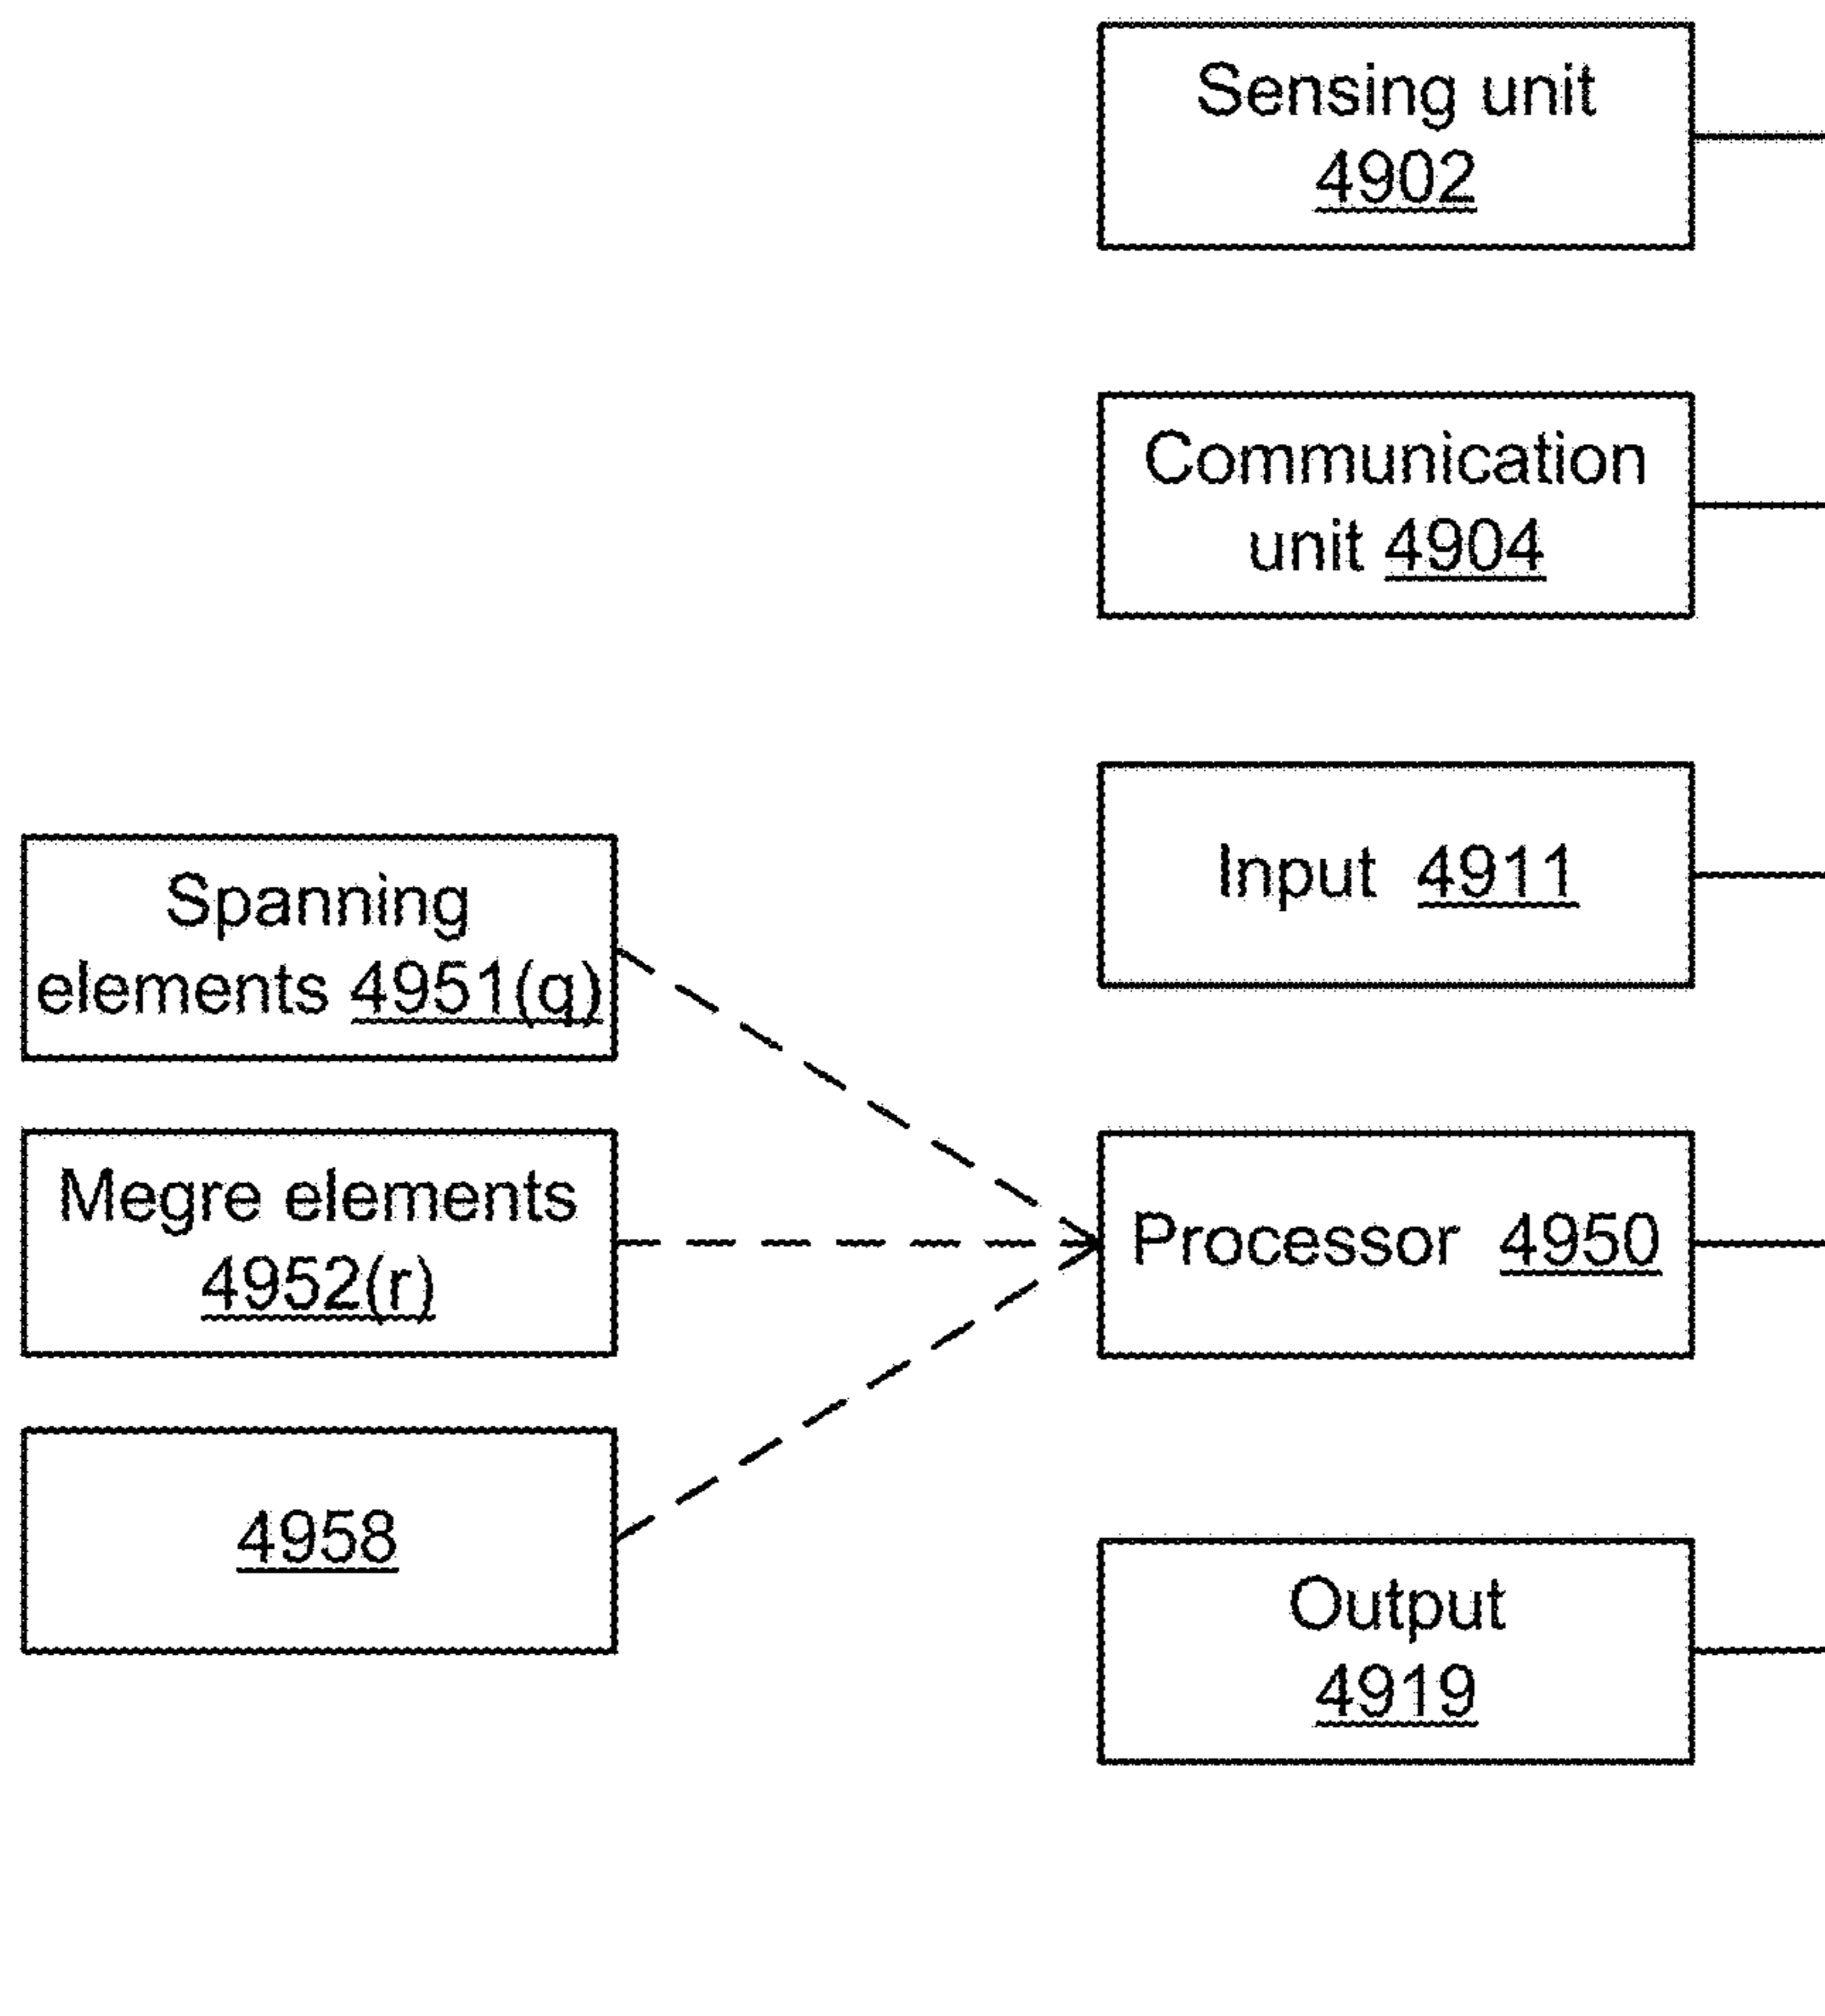 Sensing unit
4902
Communication
unit 4904
Input 4911
Spanning
elements 4951(q)
Megre elements
4952(r)
Processor 4950
4958
Output
4919